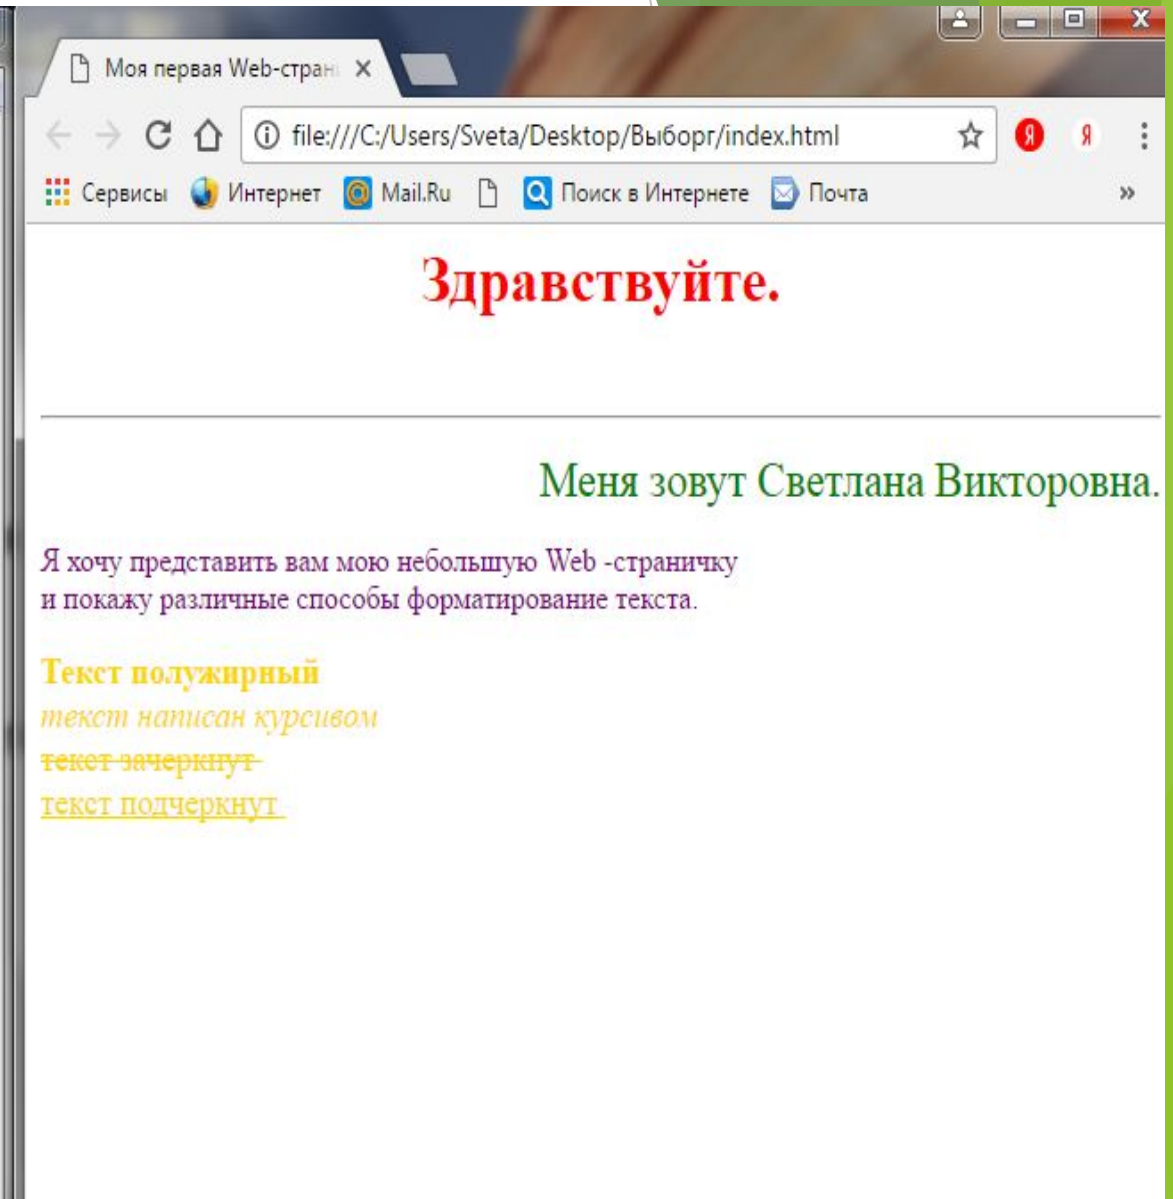 Моя первая Web-стран
file:///C:/Users/Sveta/Desktop/Выборг/index.html
Я Я
Сервисы Интернет @ Mail.Ru Поиск в Интернете Почта »
Здравствуйте.
Меня зовут Светлана Викторовна.
Я хочу представить вам мою небольшую Web -страничку
и покажу различные способы форматирование текста.
Текст полужирный
текст написан курсивом
текст зачеркнут
текст подчеркнут